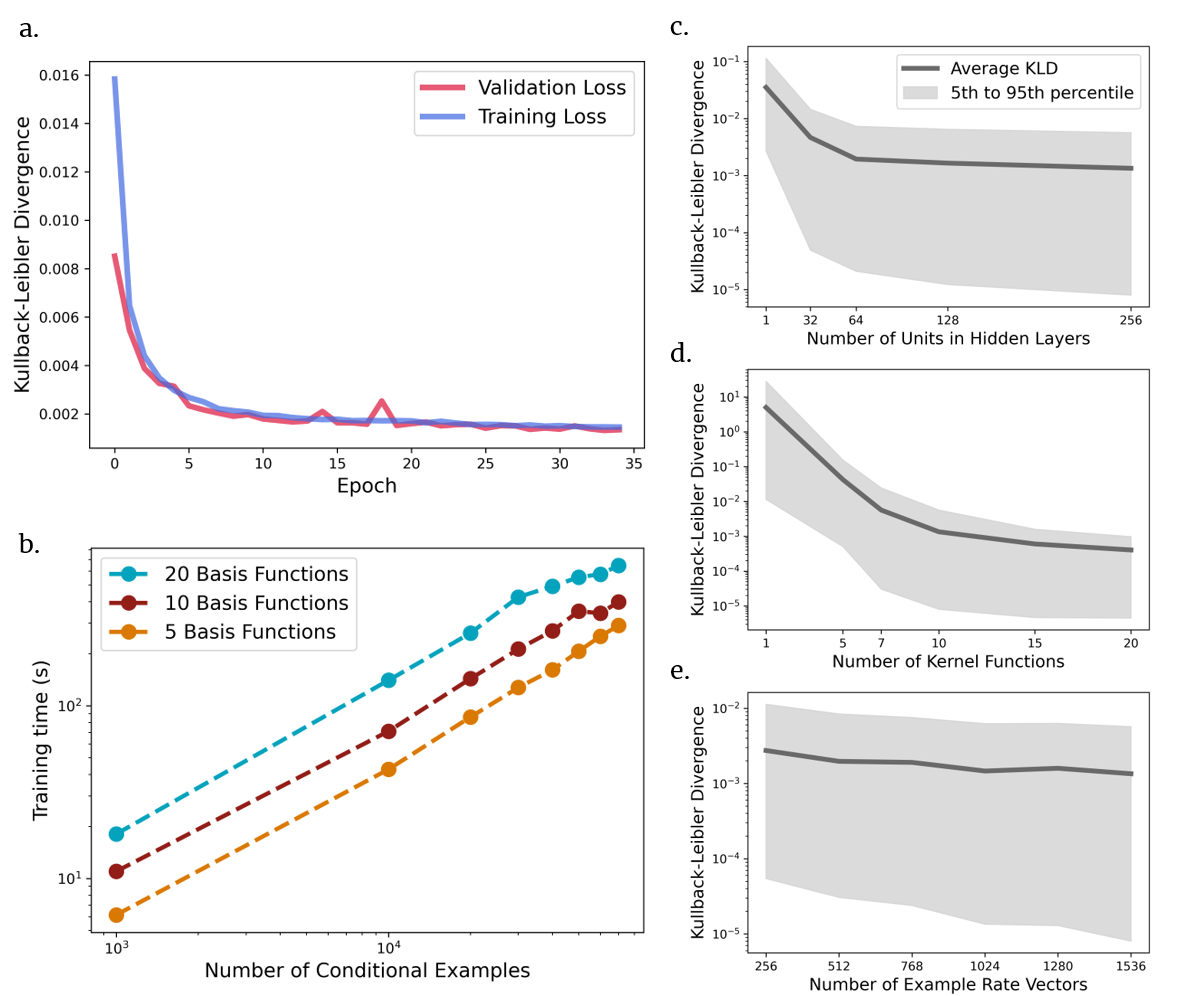 a.
Kullback-Leibler Divergence
0.016
0.014
0.012
0.010
0.008
0.006
0.004
0.002
Validation Loss
Training Loss
0 5 10 15 20 25 30 35
Epoch
b.
Training time (s)
10²
10¹
20 Basis Functions
10 Basis Functions
5 Basis Functions
10³ 10⁴
Number of Conditional Examples
c.
Kullback-Leibler Divergence
10⁻¹
10⁻²
10⁻³
10⁻⁴
10⁻⁵
Average KLD
5th to 95th percentile
1 32 64 128 256
Number of Units in Hidden Layers
d.
Kullback-Leibler Divergence
10¹
10⁰
10⁻¹
10⁻²
10⁻³
10⁻⁴
10⁻⁵
1 5 7 10 15 20
Number of Kernel Functions
e.
Kullback-Leibler Divergence
10⁻²
10⁻³
10⁻⁴
10⁻⁵
256 512 768 1024 1280 1536
Number of Example Rate Vectors